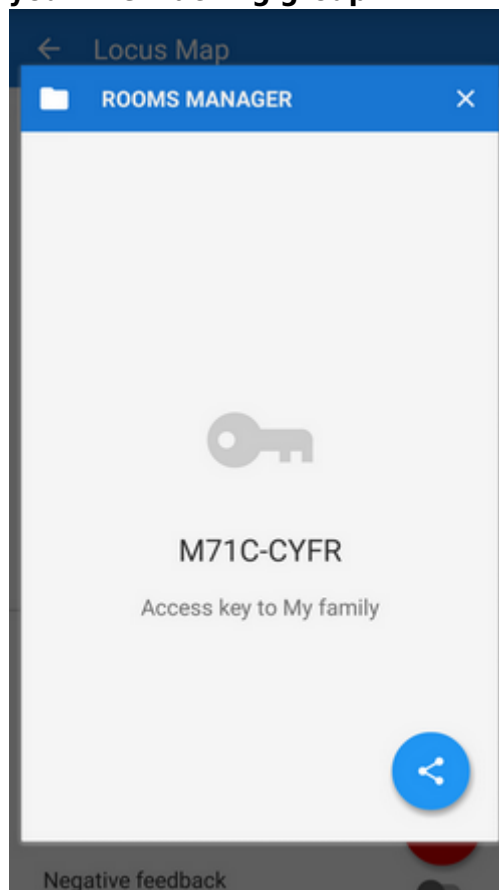 Locus Map
ROOMS MANAGER
M71C-CYFR
Access key to My family
Negative feedback